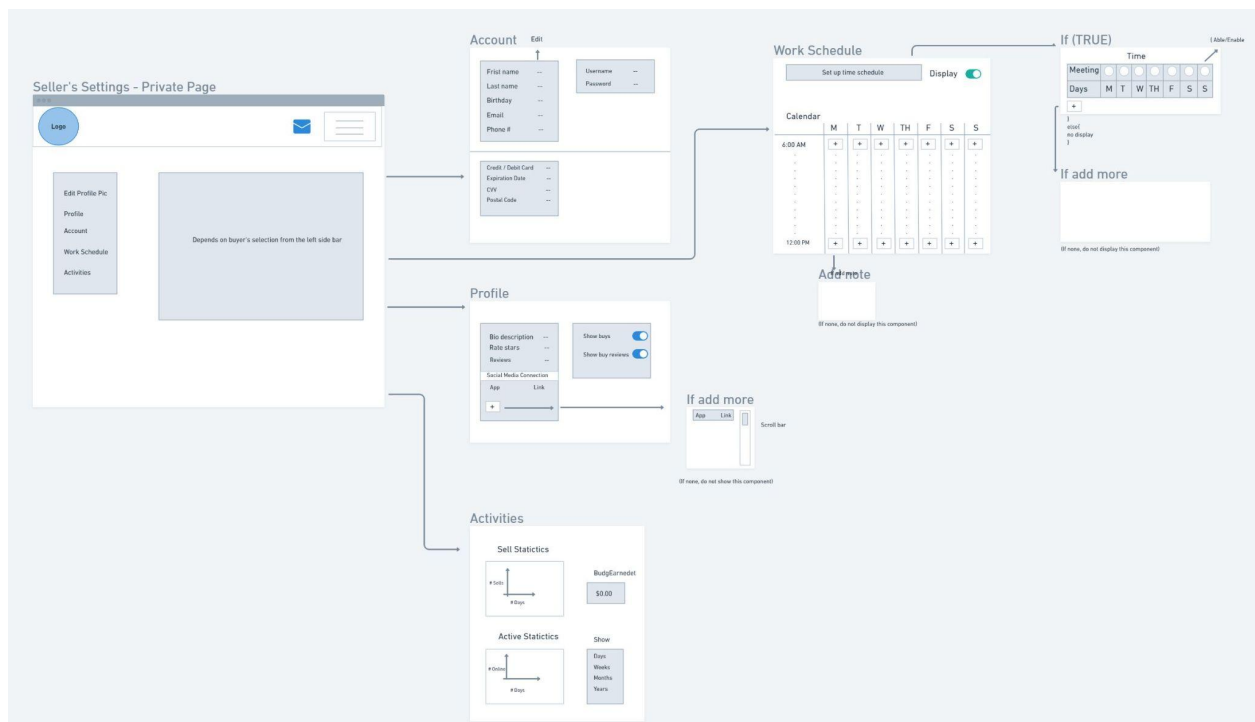 Seller's Settings - Private Page
Logo
Edit Profile Pic
Profile
Account
Work Schedule
Activities
Depends on buyer's selection from the left side bar
Account
Edit
Frist name --
Last name --
Birthday --
Email --
Phone # --
Username --
Password --
Credit / Debit Card --
Expiration Date --
CVV --
Postal Code --
Profile
Bio description --
Rate stars --
Reviews --
Social Media Connection
App Link
+
Show buys
Show buy reviews
If add more
App Link
Scroll bar
(If none, do not show this component)
Activities
Sell Statictics
# Sells
# Days
BudgEarnedet
$0.00
Active Statictics
# Online
# Days
Show
Days
Weeks
Months
Years
Work Schedule
Set up time schedule
Display
Calendar
M T W TH F S S
6:00 AM + + + + + + +
12:00 PM + + + + + + +
Add note
(If none, do not display this component)
If (TRUE)
{ Able/Enable
Time
Meeting
Days M T W TH F S S
+
}
else{
no display
}
If add more
(If none, do not display this component)